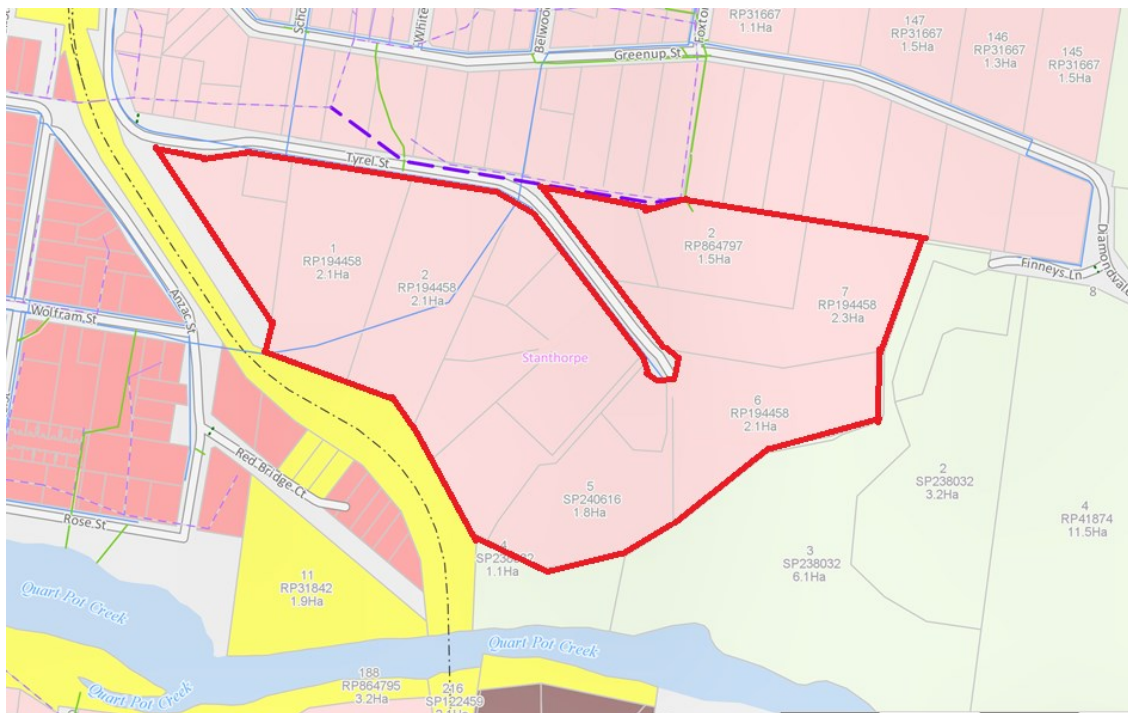 Scho
White
Belwoo
Foxton
RP31667
1.1Ha
147
RP31667
1.5Ha
146
RP31667
1.3Ha
145
RP31667
1.5Ha
Greenup St
Tyrel St
1
RP194458
2.1Ha
2
RP194458
2.1Ha
2
RP864797
1.5Ha
7
RP194458
2.3Ha
Diamondvale
Finneys Ln
8
Anzac St
Wolfram St
Stanthorpe
6
RP194458
2.1Ha
Red Bridge Ct
Rose St
5
SP240616
1.8Ha
2
SP238032
3.2Ha
4
RP41874
11.5Ha
4
1.1Ha
3
SP238032
6.1Ha
11
RP31842
1.9Ha
Quart Pot Creek
Quart Pot Creek
Quart Pot Creek
188
RP864795
3.2Ha
216
SP122459